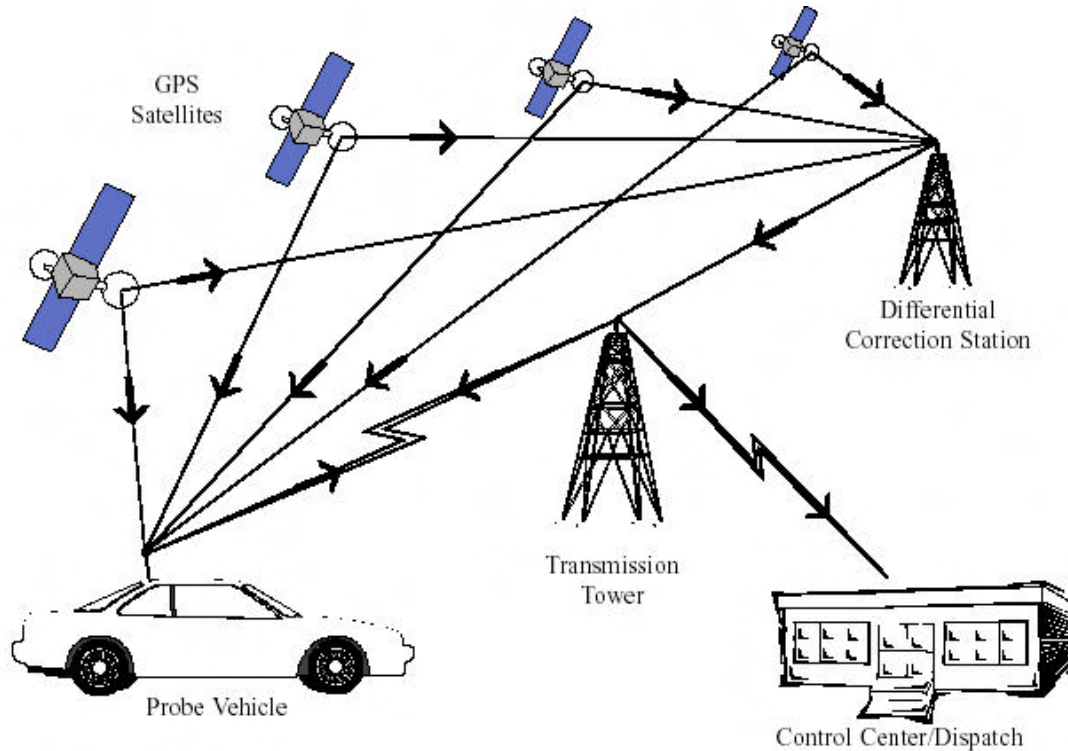 GPS
Satellites
Differential
Correction Station
Transmission
Tower
Probe Vehicle
Control Center/Dispatch